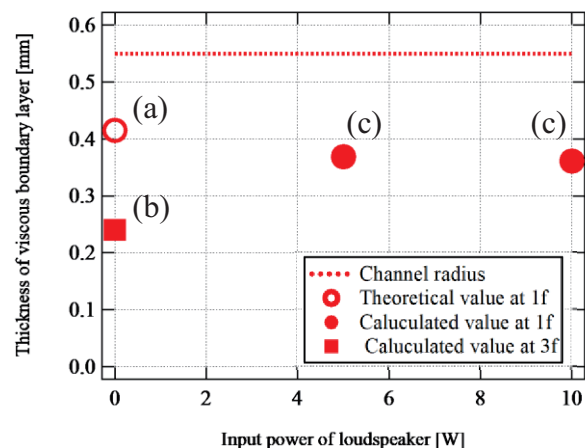 Thickness of viscous boundary layer [mm]
0.6
0.5
0.4
0.3
0.2
0.1
0.0
(a)
(b)
(c)
(c)
Channel radius
Theoretical value at 1f
Caluculated value at 1f
Caluculated value at 3f
0 2 4 6 8 10
Input power of loudspeaker [W]